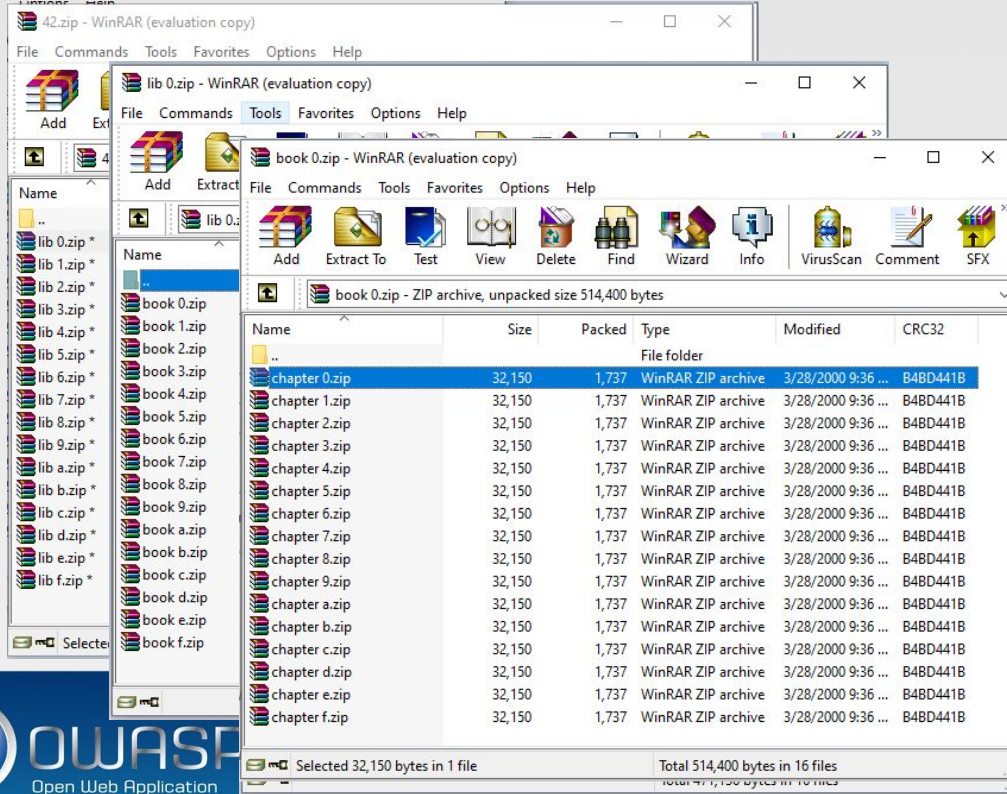 Options Help
42.zip - WinRAR (evaluation copy)
File Commands Tools Favorites Options Help
Add
Name
..
lib 0.zip *
lib 1.zip *
lib 2.zip *
lib 3.zip *
lib 4.zip *
lib 5.zip *
lib 6.zip *
lib 7.zip *
lib 8.zip *
lib 9.zip *
lib a.zip *
lib b.zip *
lib c.zip *
lib d.zip *
lib e.zip *
lib f.zip *
lib 0.zip - WinRAR (evaluation copy)
File Commands Tools Favorites Options Help
Add Extract
Name
..
book 0.zip
book 1.zip
book 2.zip
book 3.zip
book 4.zip
book 5.zip
book 6.zip
book 7.zip
book 8.zip
book 9.zip
book a.zip
book b.zip
book c.zip
book d.zip
book e.zip
book f.zip
book 0.zip - WinRAR (evaluation copy)
File Commands Tools Favorites Options Help
Add Extract To Test View Delete Find Wizard Info VirusScan Comment SFX
book 0.zip - ZIP archive, unpacked size 514,400 bytes
Name Size Packed Type Modified CRC32
.. File folder
chapter 0.zip 32,150 1,737 WinRAR ZIP archive 3/28/2000 9:36 ... B4BD441B
chapter 1.zip 32,150 1,737 WinRAR ZIP archive 3/28/2000 9:36 ... B4BD441B
chapter 2.zip 32,150 1,737 WinRAR ZIP archive 3/28/2000 9:36 ... B4BD441B
chapter 3.zip 32,150 1,737 WinRAR ZIP archive 3/28/2000 9:36 ... B4BD441B
chapter 4.zip 32,150 1,737 WinRAR ZIP archive 3/28/2000 9:36 ... B4BD441B
chapter 5.zip 32,150 1,737 WinRAR ZIP archive 3/28/2000 9:36 ... B4BD441B
chapter 6.zip 32,150 1,737 WinRAR ZIP archive 3/28/2000 9:36 ... B4BD441B
chapter 7.zip 32,150 1,737 WinRAR ZIP archive 3/28/2000 9:36 ... B4BD441B
chapter 8.zip 32,150 1,737 WinRAR ZIP archive 3/28/2000 9:36 ... B4BD441B
chapter 9.zip 32,150 1,737 WinRAR ZIP archive 3/28/2000 9:36 ... B4BD441B
chapter a.zip 32,150 1,737 WinRAR ZIP archive 3/28/2000 9:36 ... B4BD441B
chapter b.zip 32,150 1,737 WinRAR ZIP archive 3/28/2000 9:36 ... B4BD441B
chapter c.zip 32,150 1,737 WinRAR ZIP archive 3/28/2000 9:36 ... B4BD441B
chapter d.zip 32,150 1,737 WinRAR ZIP archive 3/28/2000 9:36 ... B4BD441B
chapter e.zip 32,150 1,737 WinRAR ZIP archive 3/28/2000 9:36 ... B4BD441B
chapter f.zip 32,150 1,737 WinRAR ZIP archive 3/28/2000 9:36 ... B4BD441B
Selected 32,150 bytes in 1 file Total 514,400 bytes in 16 files
OWASP
Open Web Application